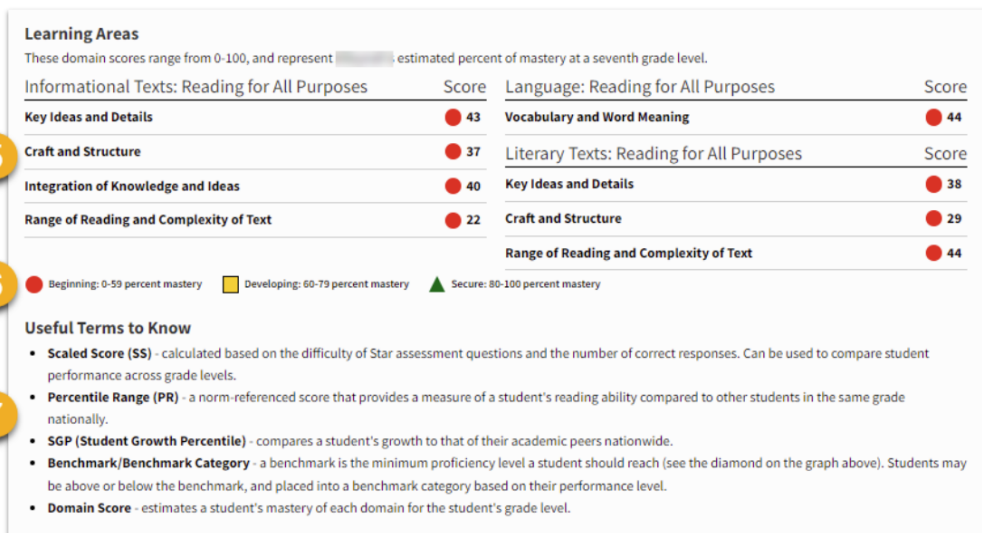 Learning Areas
These domain scores range from 0-100, and represent estimated percent of mastery at a seventh grade level.
Informational Texts: Reading for All Purposes Score
Key Ideas and Details 43
Craft and Structure 37
Integration of Knowledge and Ideas 40
Range of Reading and Complexity of Text 22
Language: Reading for All Purposes Score
Vocabulary and Word Meaning 44
Literary Texts: Reading for All Purposes Score
Key Ideas and Details 38
Craft and Structure 29
Range of Reading and Complexity of Text 44
Beginning: 0-59 percent mastery Developing: 60-79 percent mastery Secure: 80-100 percent mastery
Useful Terms to Know
• Scaled Score (SS) - calculated based on the difficulty of Star assessment questions and the number of correct responses. Can be used to compare student
performance across grade levels.
• Percentile Range (PR) - a norm-referenced score that provides a measure of a student's reading ability compared to other students in the same grade
nationally.
• SGP (Student Growth Percentile) - compares a student's growth to that of their academic peers nationwide.
• Benchmark/Benchmark Category - a benchmark is the minimum proficiency level a student should reach (see the diamond on the graph above). Students may
be above or below the benchmark, and placed into a benchmark category based on their performance level.
• Domain Score - estimates a student's mastery of each domain for the student's grade level.